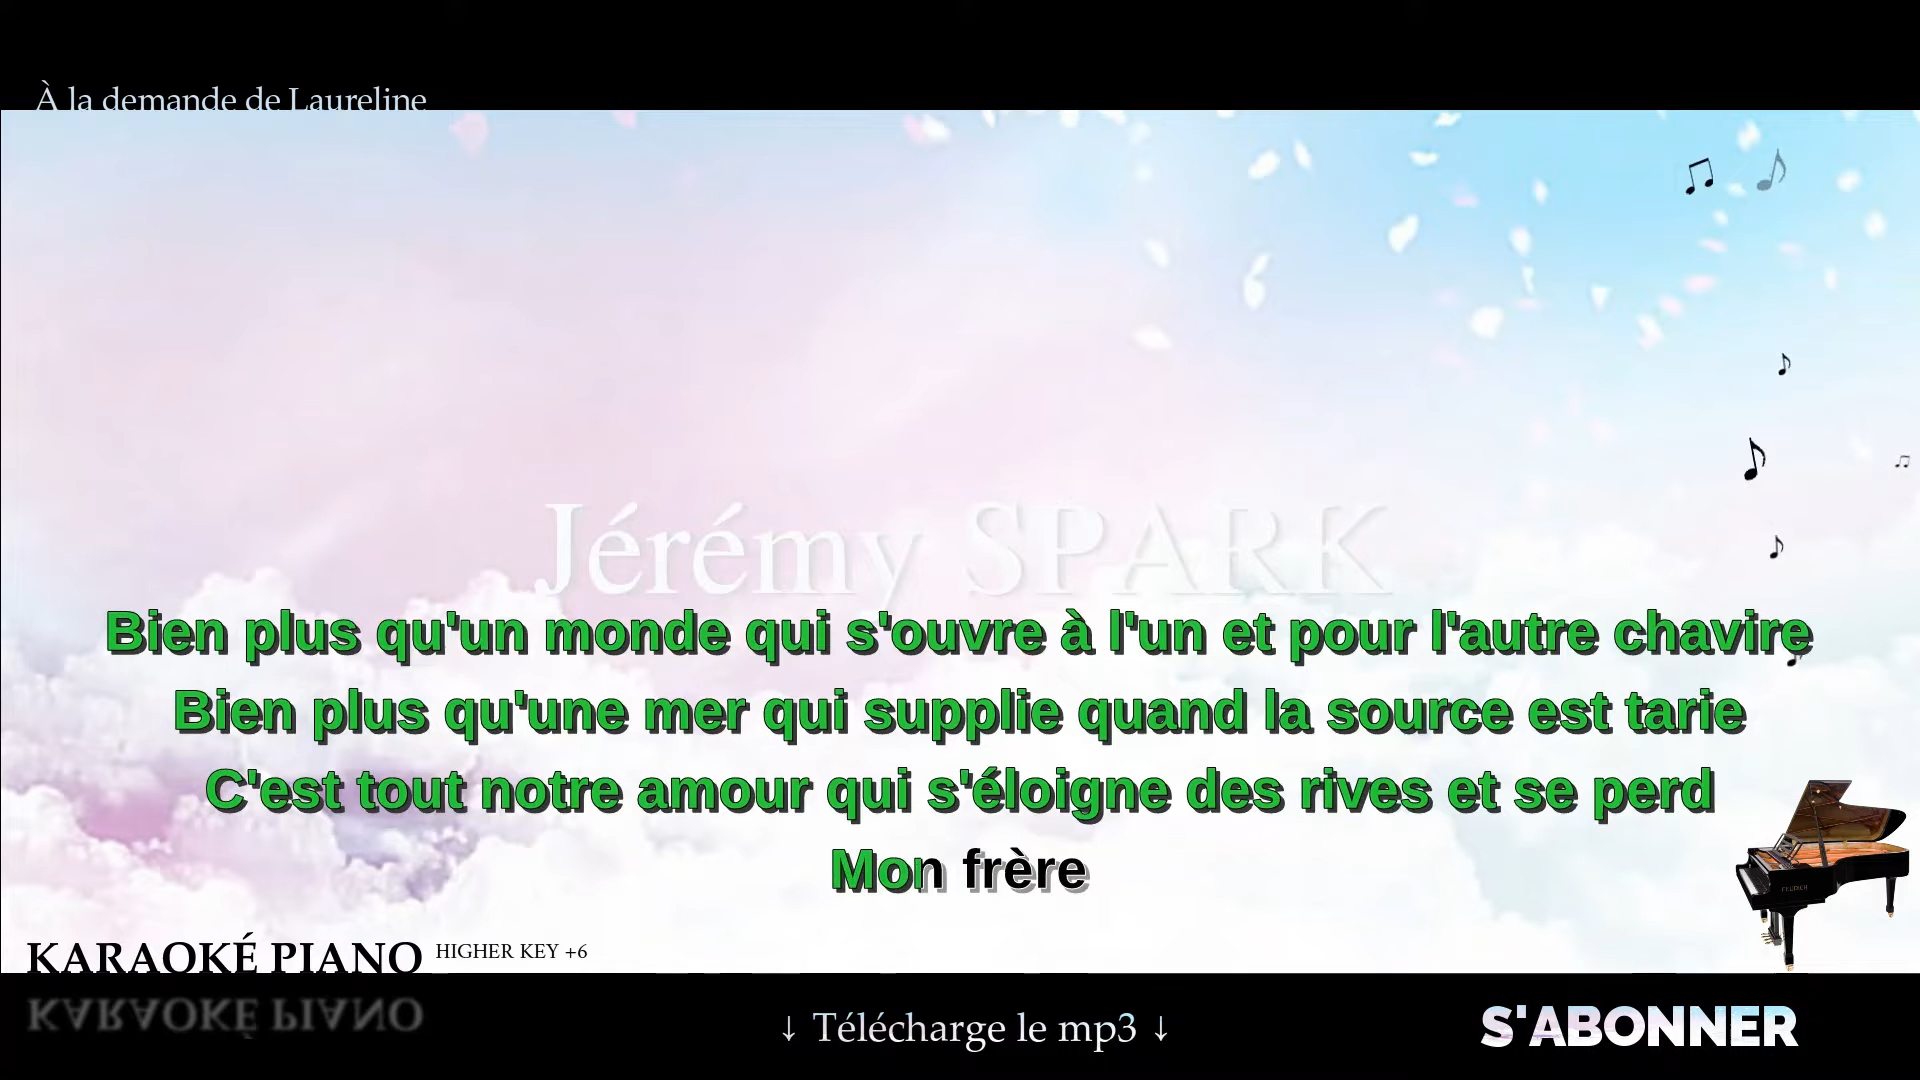 À la demande de Laureline
Jérémy SPARK
Bien plus qu'un monde qui s'ouvre à l'un et pour l'autre chavire
Bien plus qu'une mer qui supplie quand la source est tarie
C'est tout notre amour qui s'éloigne des rives et se perd
Mon frère
KARAOKÉ PIANO HIGHER KEY +6
↓ Télécharge le mp3 ↓
S'ABONNER